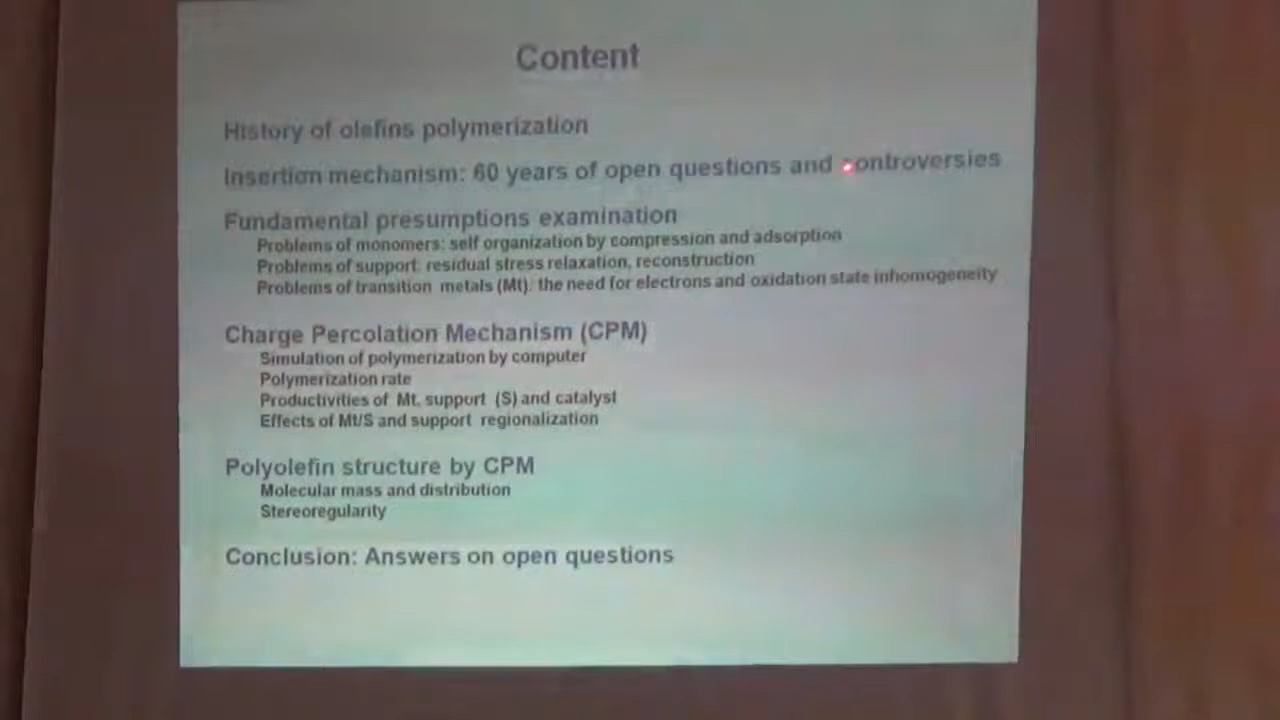 Content
History of olefins polymerization
Insertion mechanism: 60 years of open questions and controversies
Fundamental presumptions examination
Problems of monomers: self organization by compression and adsorption
Problems of support: residual stress relaxation, reconstruction
Problems of transition metals (Mt): the need for electrons and oxidation state inhomogeneity
Charge Percolation Mechanism (CPM)
Simulation of polymerization by computer
Polymerization rate
Productivities of Mt, support (S) and catalyst
Effects of Mt/S and support regionalization
Polyolefin structure by CPM
Molecular mass and distribution
Stereoregularity
Conclusion: Answers on open questions